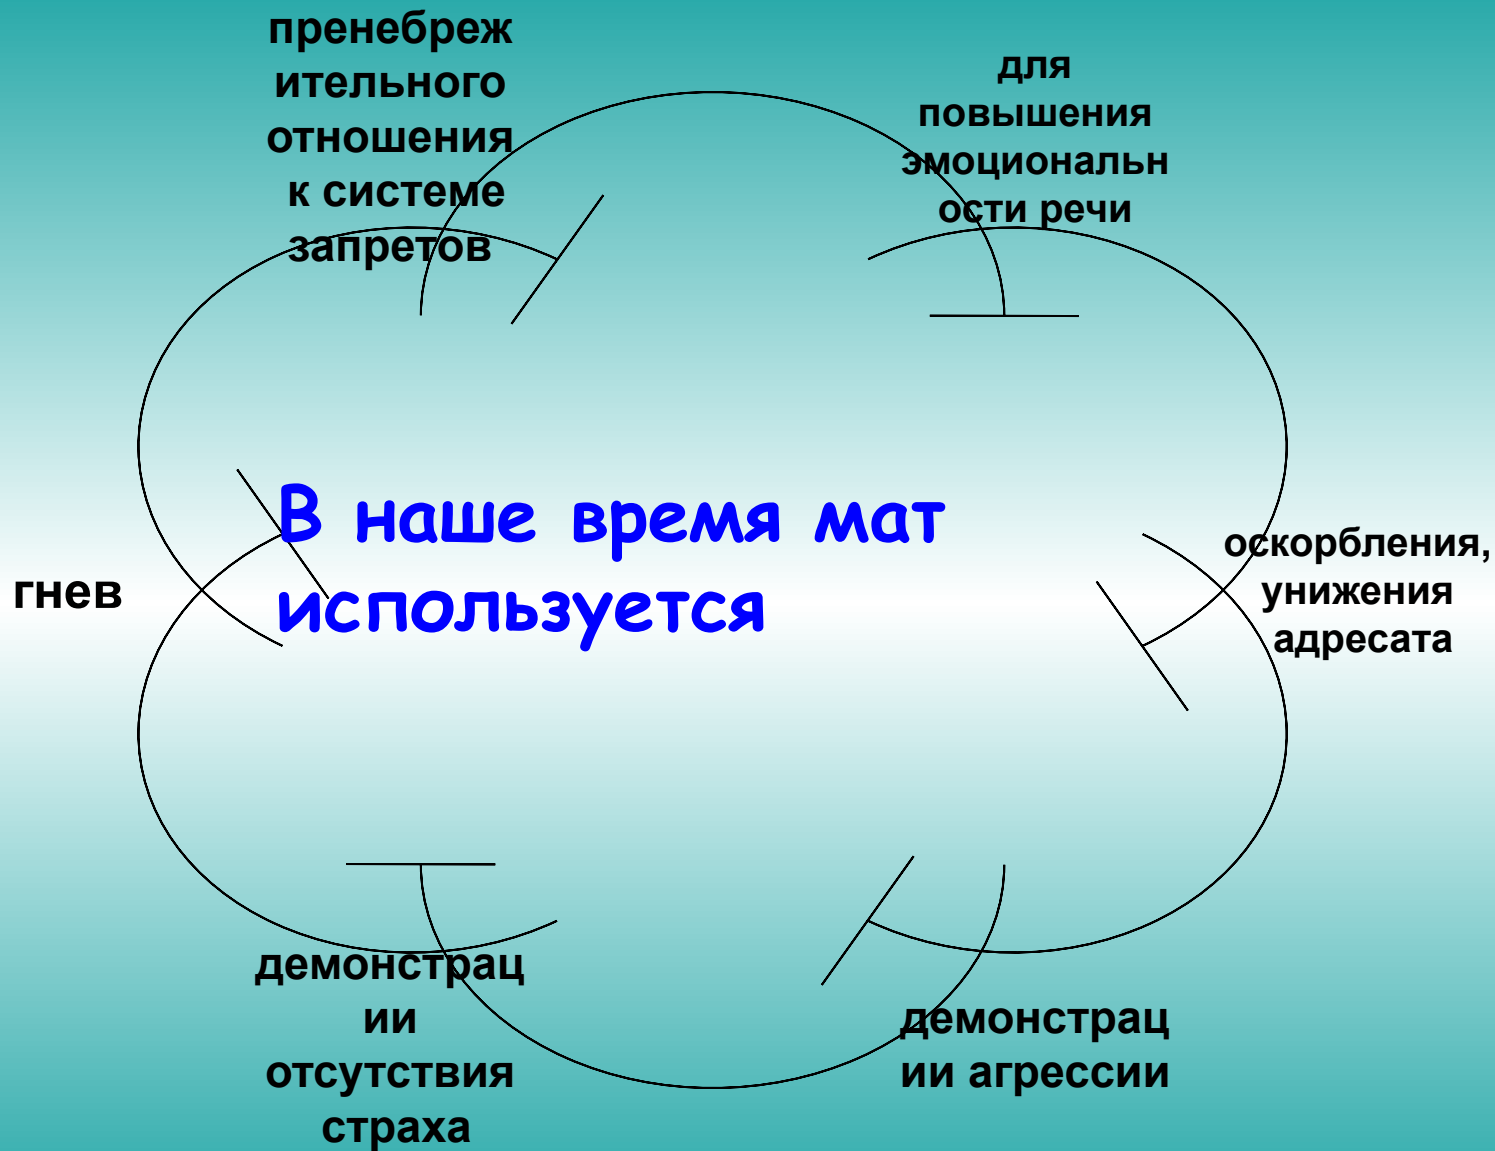 пренебреж
ительного
отношения
к системе
запретов
для
повышения
эмоциональн
ости речи
В наше время мат
используется
оскорбления,
унижения
адресата
гнев
демонстрац
ии
отсутствия
страха
демонстрац
ии агрессии